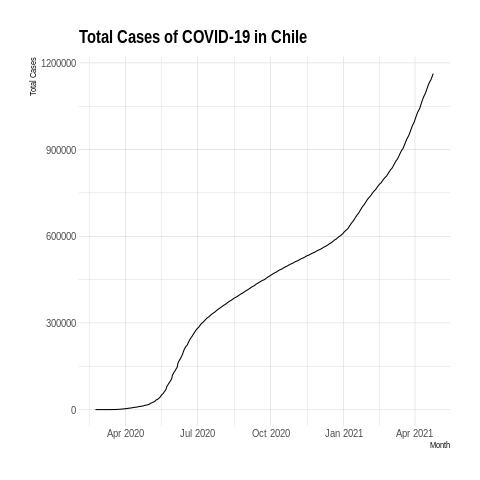 Total Cases of COVID-19 in Chile
Total Cases
1200000
900000
600000
300000
0
Apr 2020 Jul 2020 Oct 2020 Jan 2021 Apr 2021
Month